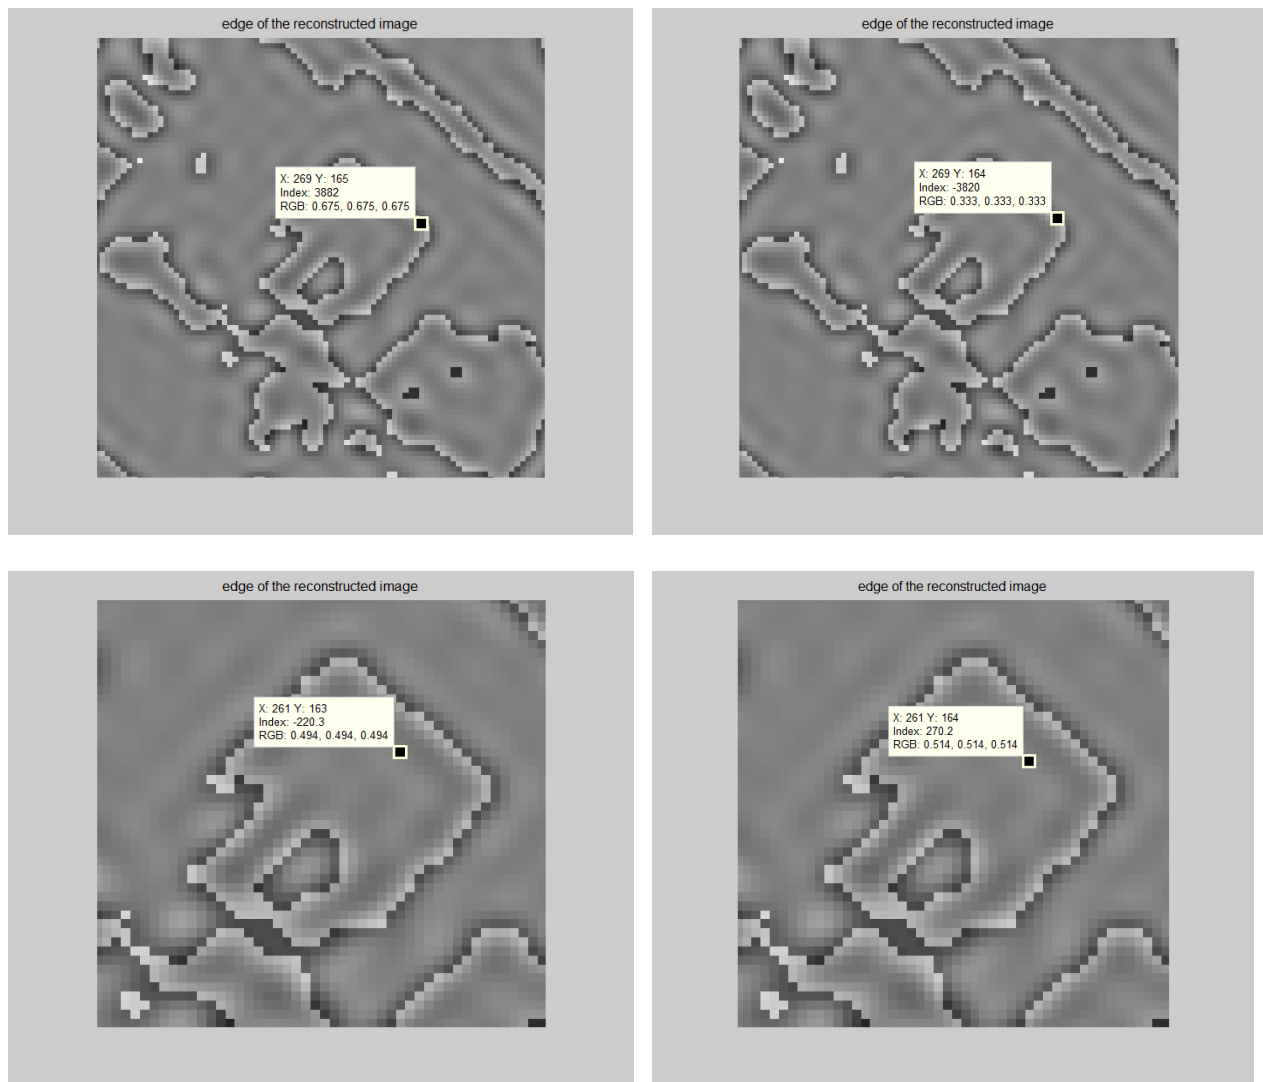 edge of the reconstructed image
X: 269 Y: 165
Index: 3882
RGB: 0.675, 0.675, 0.675
edge of the reconstructed image
X: 269 Y: 164
Index: -3820
RGB: 0.333, 0.333, 0.333
edge of the reconstructed image
X: 261 Y: 163
Index: -220.3
RGB: 0.494, 0.494, 0.494
edge of the reconstructed image
X: 261 Y: 164
Index: 270.2
RGB: 0.514, 0.514, 0.514